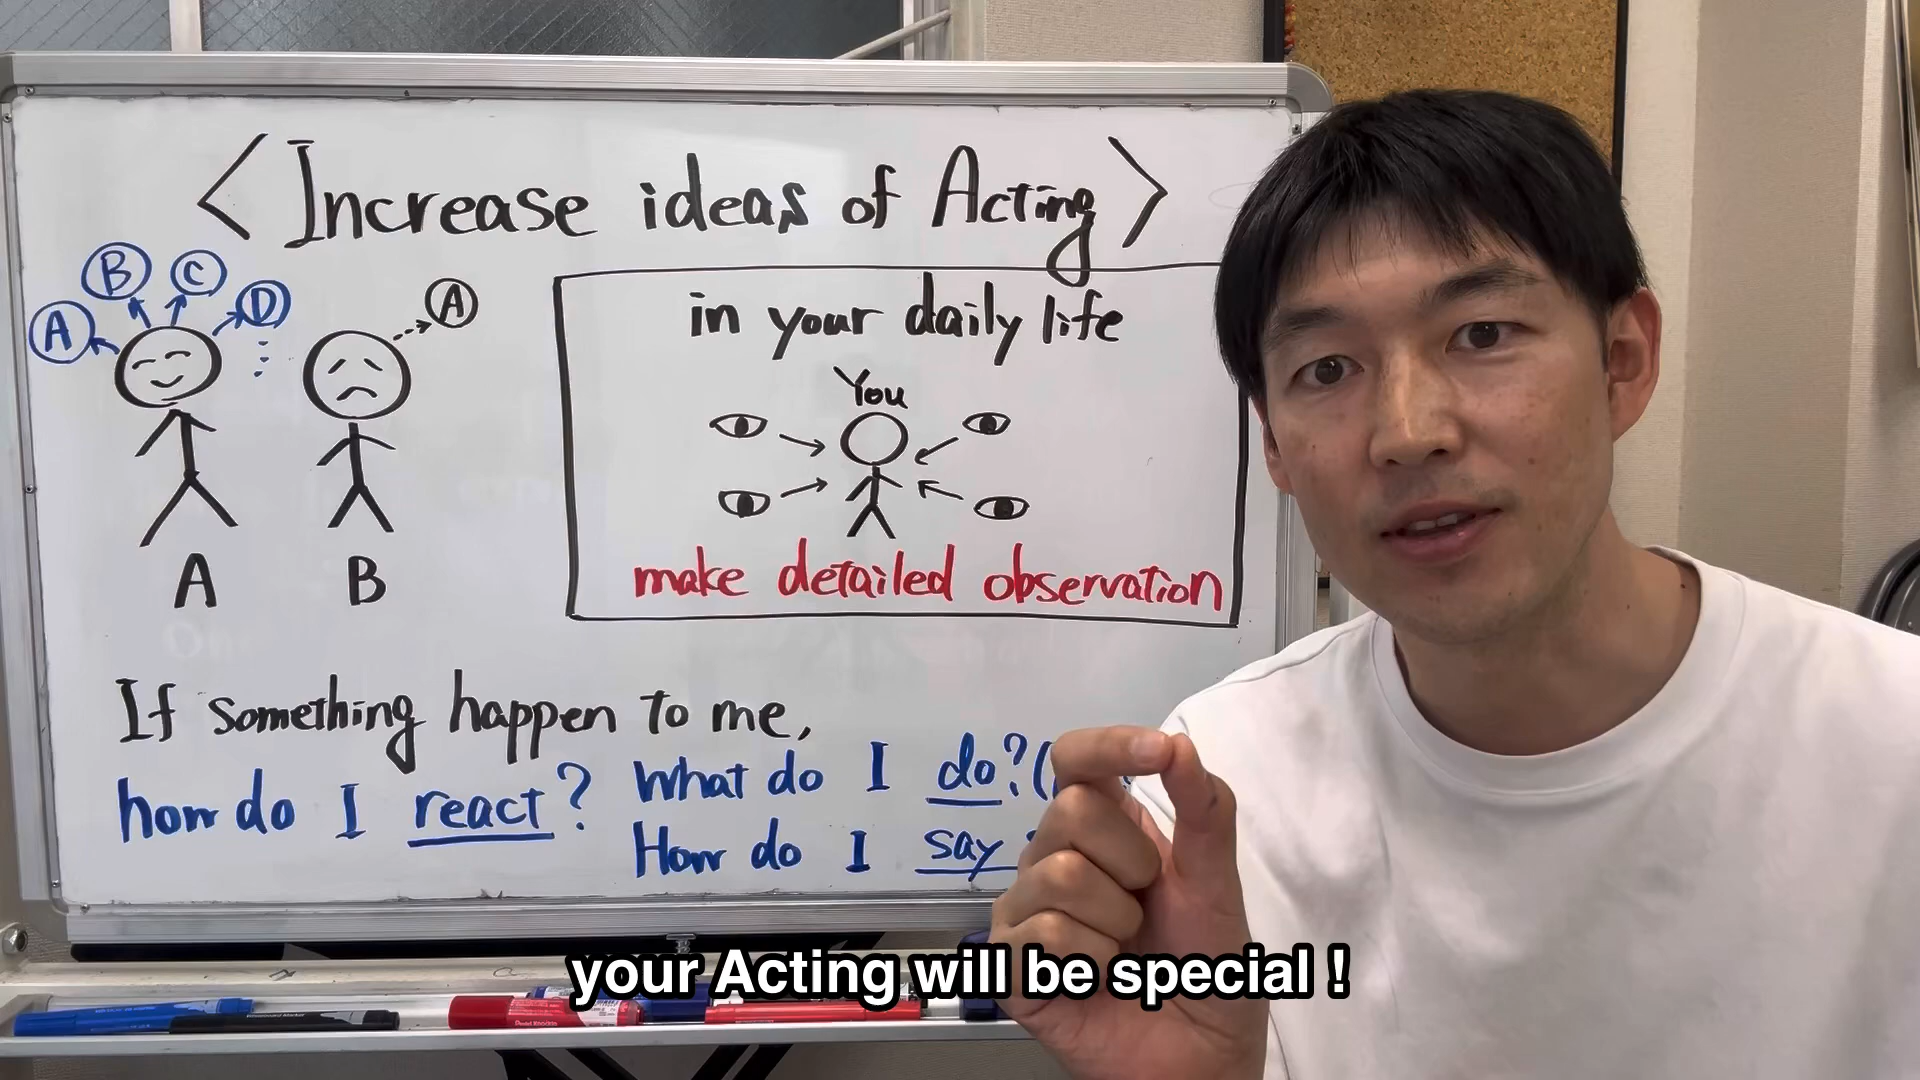 <Increase ideas of Acting>
A
B
C
D
A
A
B
in your daily life
You
make detailed observation
If something happen to me,
how do I react?
What do I do?(
How do I say
your Acting will be special !